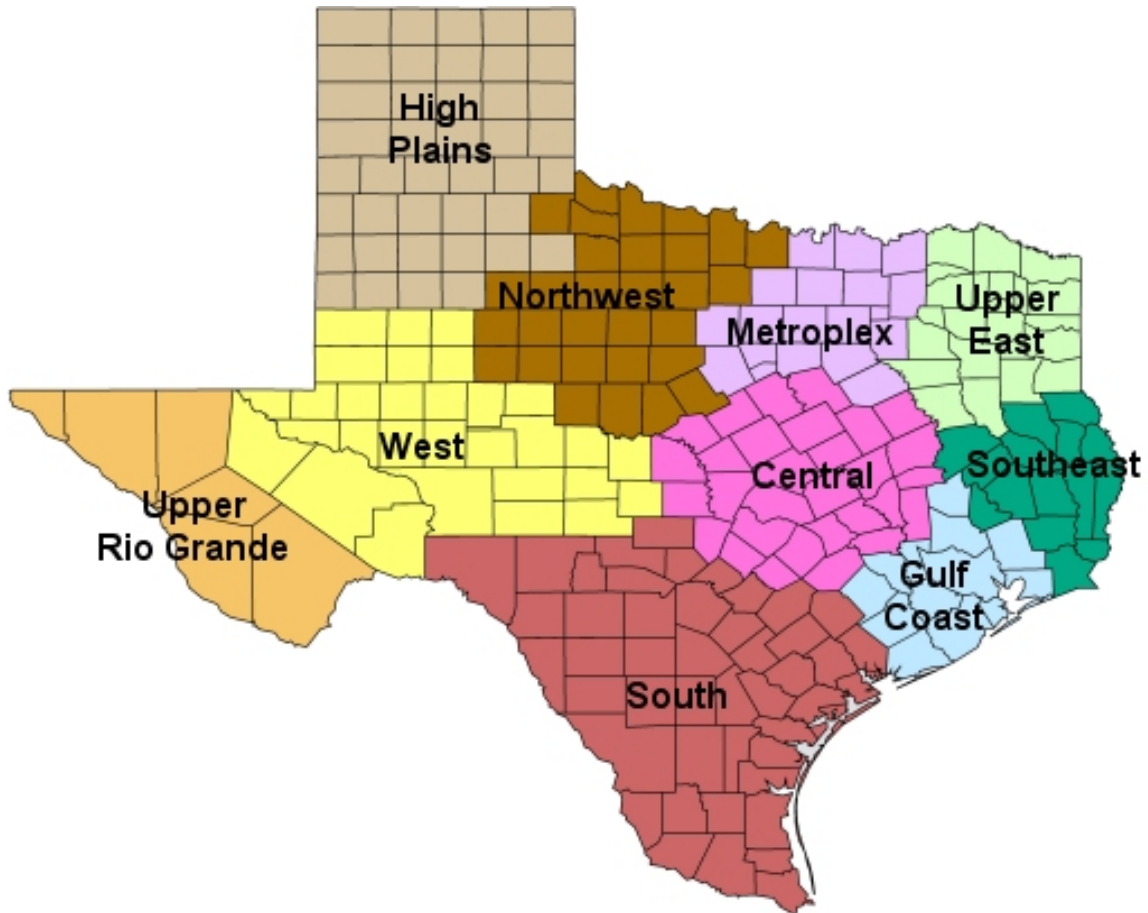 High
Plains
Northwest
Metroplex
Upper
East
West
Central
Southeast
Upper
Rio Grande
Gulf
Coast
South